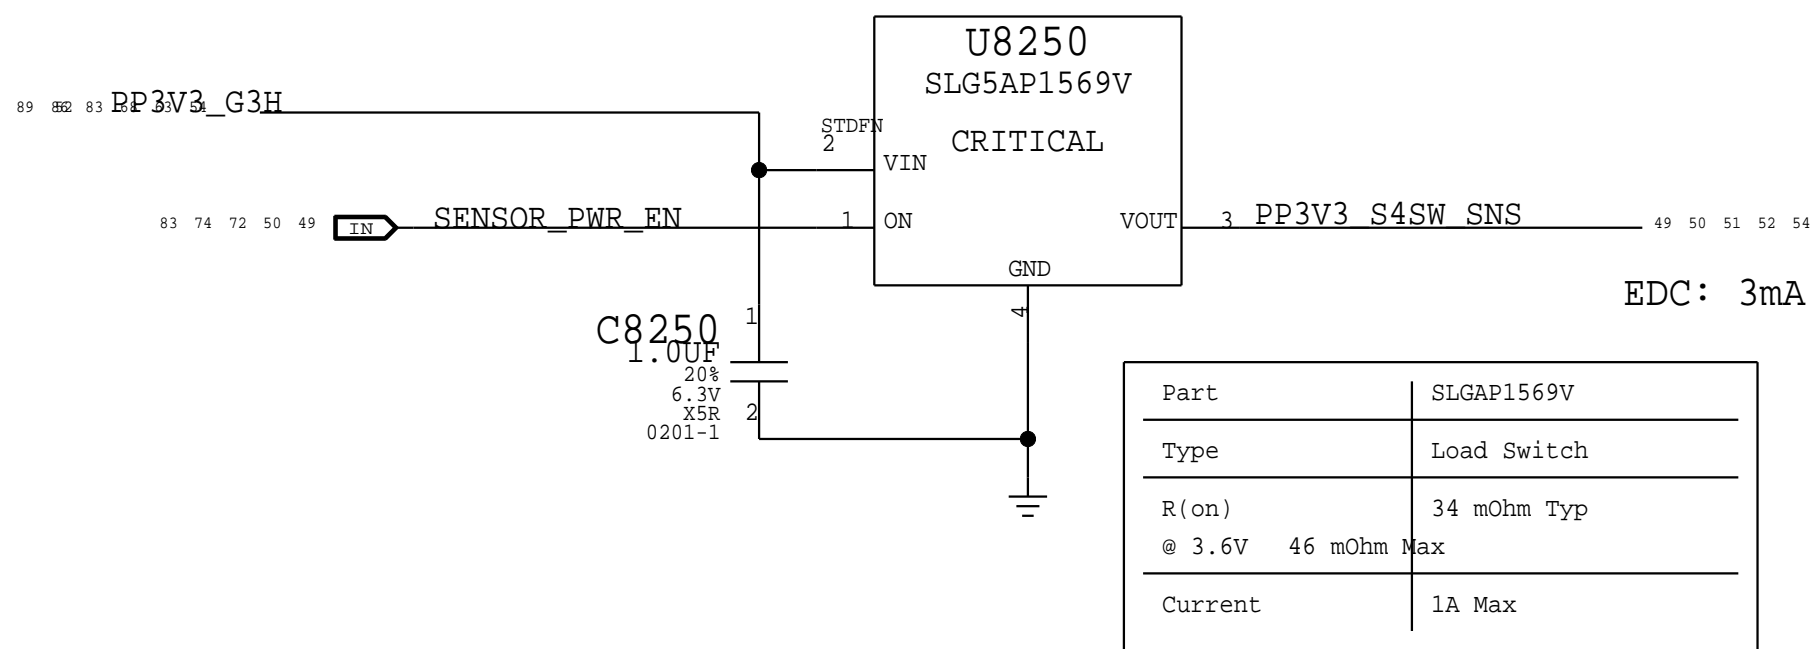 U8250
SLG5AP1569V
STDFN
CRITICAL
89 83 PP3V3_G3H
2
VIN
83 74 72 50 49
IN
SENSOR_PWR_EN
1
ON
VOUT
3
PP3V3_S4SW_SNS
49 50 51 52 54
GND
4
EDC: 3mA
C8250
1
1.0UF
20%
6.3V
X5R
2
0201-1
Part SLGAP1569V
Type Load Switch
R(on) 34 mOhm Typ
@ 3.6V 46 mOhm Max
Current 1A Max